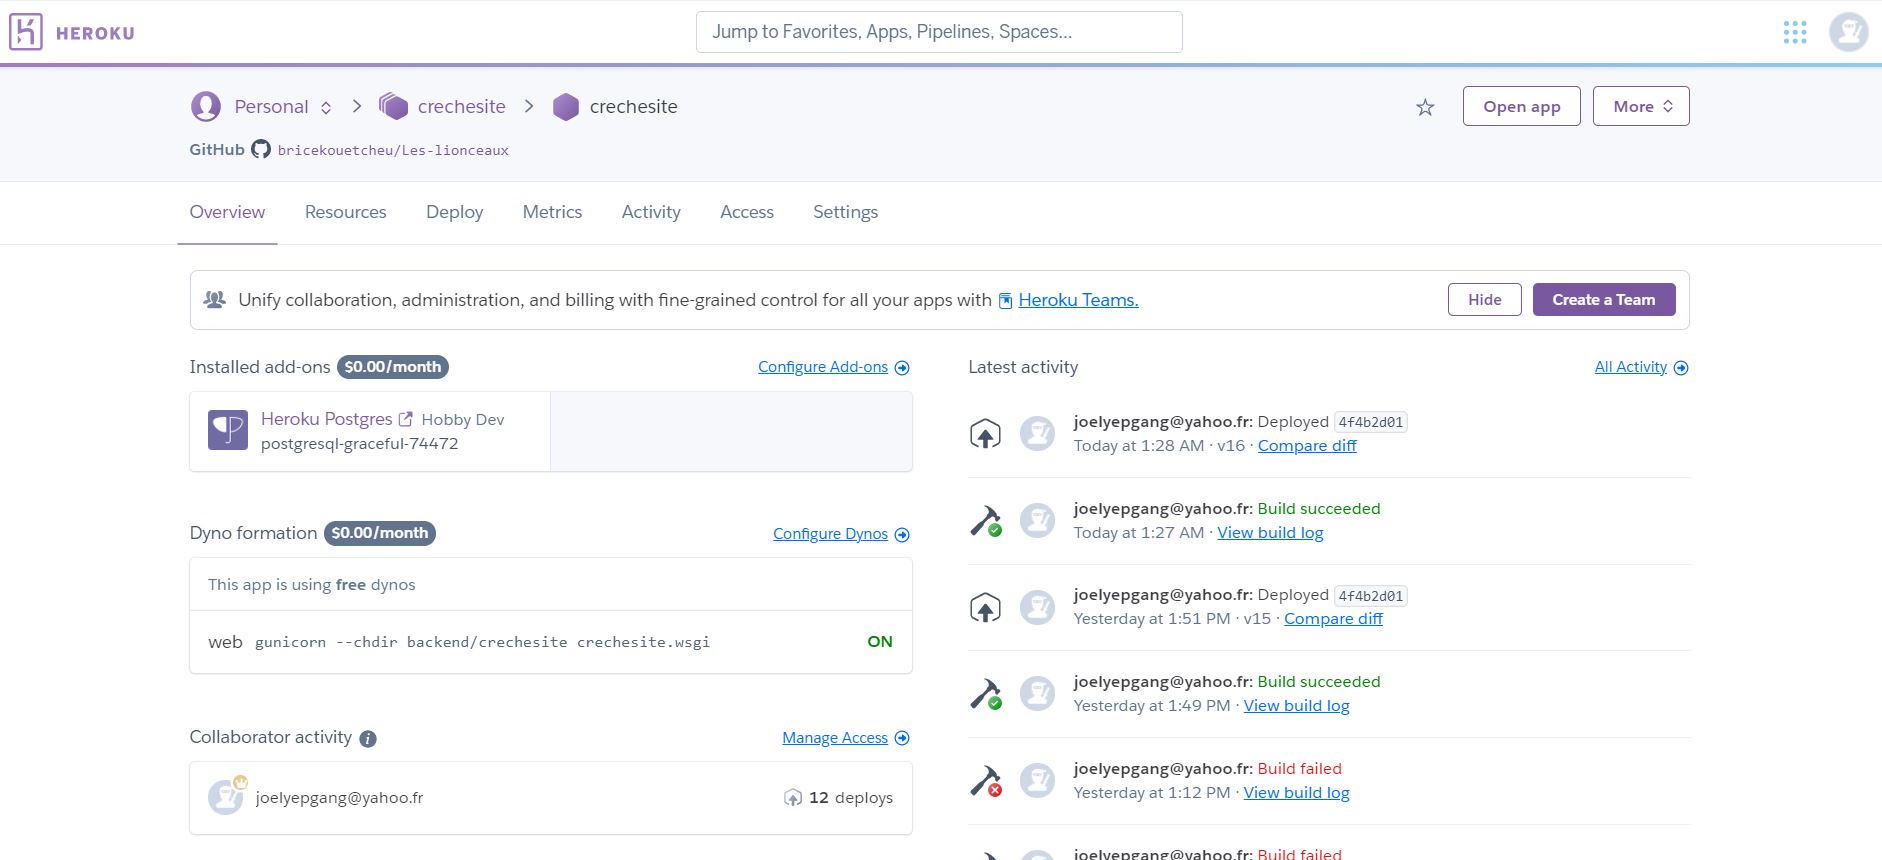 HEROKU
Jump to Favorites, Apps, Pipelines, Spaces...
Personal > crechesite > crechesite
Open app
More
GitHub bricekouetcheu/Les-lionceaux
Overview Resources Deploy Metrics Activity Access Settings
Unify collaboration, administration, and billing with fine-grained control for all your apps with Heroku Teams.
Hide
Create a Team
Installed add-ons $0.00/month
Configure Add-ons
Heroku Postgres Hobby Dev
postgresql-graceful-74472
Dyno formation $0.00/month
Configure Dynos
This app is using free dynos
web gunicorn --chdir backend/crechesite crechesite.wsgi ON
Collaborator activity
Manage Access
joelyepgang@yahoo.fr 12 deploys
Latest activity
All Activity
joelyepgang@yahoo.fr: Deployed 4f4b2d01
Today at 1:28 AM · v16 · Compare diff
joelyepgang@yahoo.fr: Build succeeded
Today at 1:27 AM · View build log
joelyepgang@yahoo.fr: Deployed 4f4b2d01
Yesterday at 1:51 PM · v15 · Compare diff
joelyepgang@yahoo.fr: Build succeeded
Yesterday at 1:49 PM · View build log
joelyepgang@yahoo.fr: Build failed
Yesterday at 1:12 PM · View build log
joelyepgang@yahoo.fr: Build failed